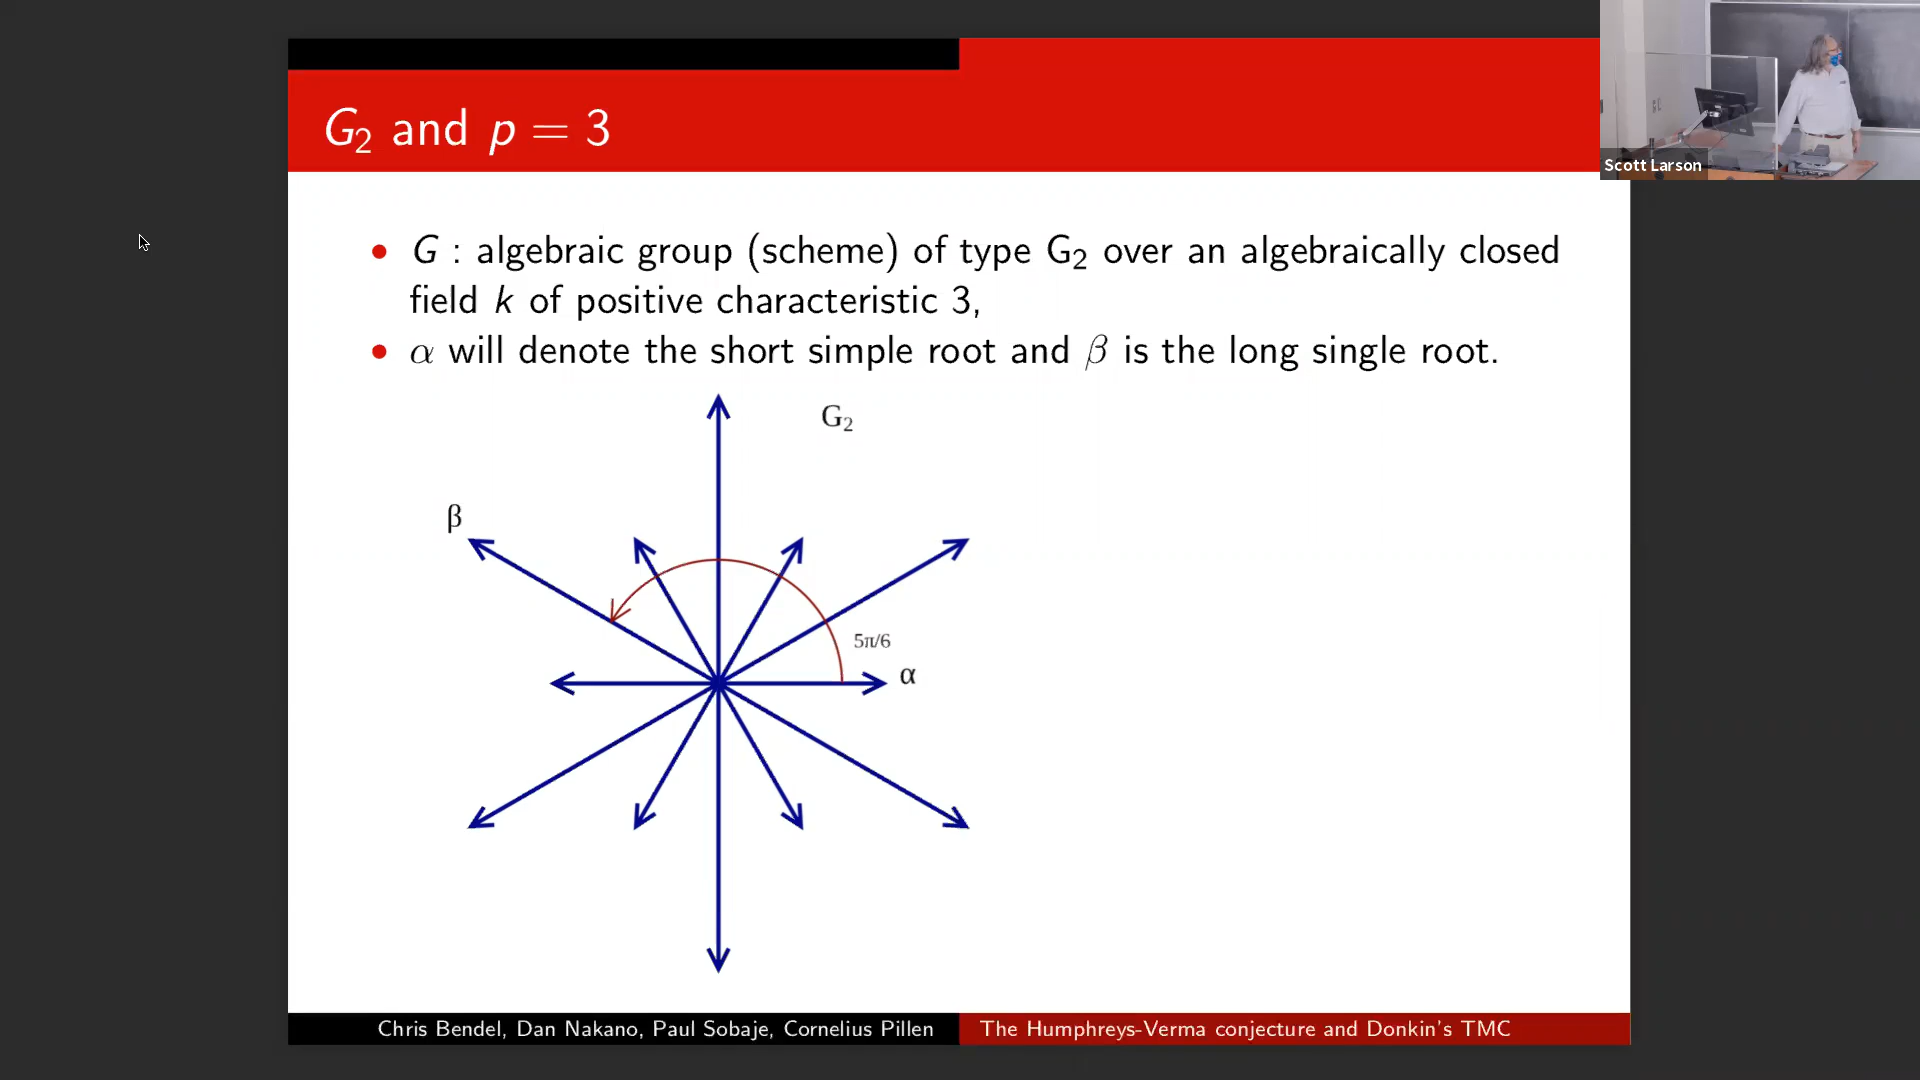 G₂ and p = 3
Scott Larson
• G : algebraic group (scheme) of type G₂ over an algebraically closed
field k of positive characteristic 3,
• α will denote the short simple root and β is the long single root.
G₂
β
5π/6
α
Chris Bendel, Dan Nakano, Paul Sobaje, Cornelius Pillen
The Humphreys-Verma conjecture and Donkin's TMC